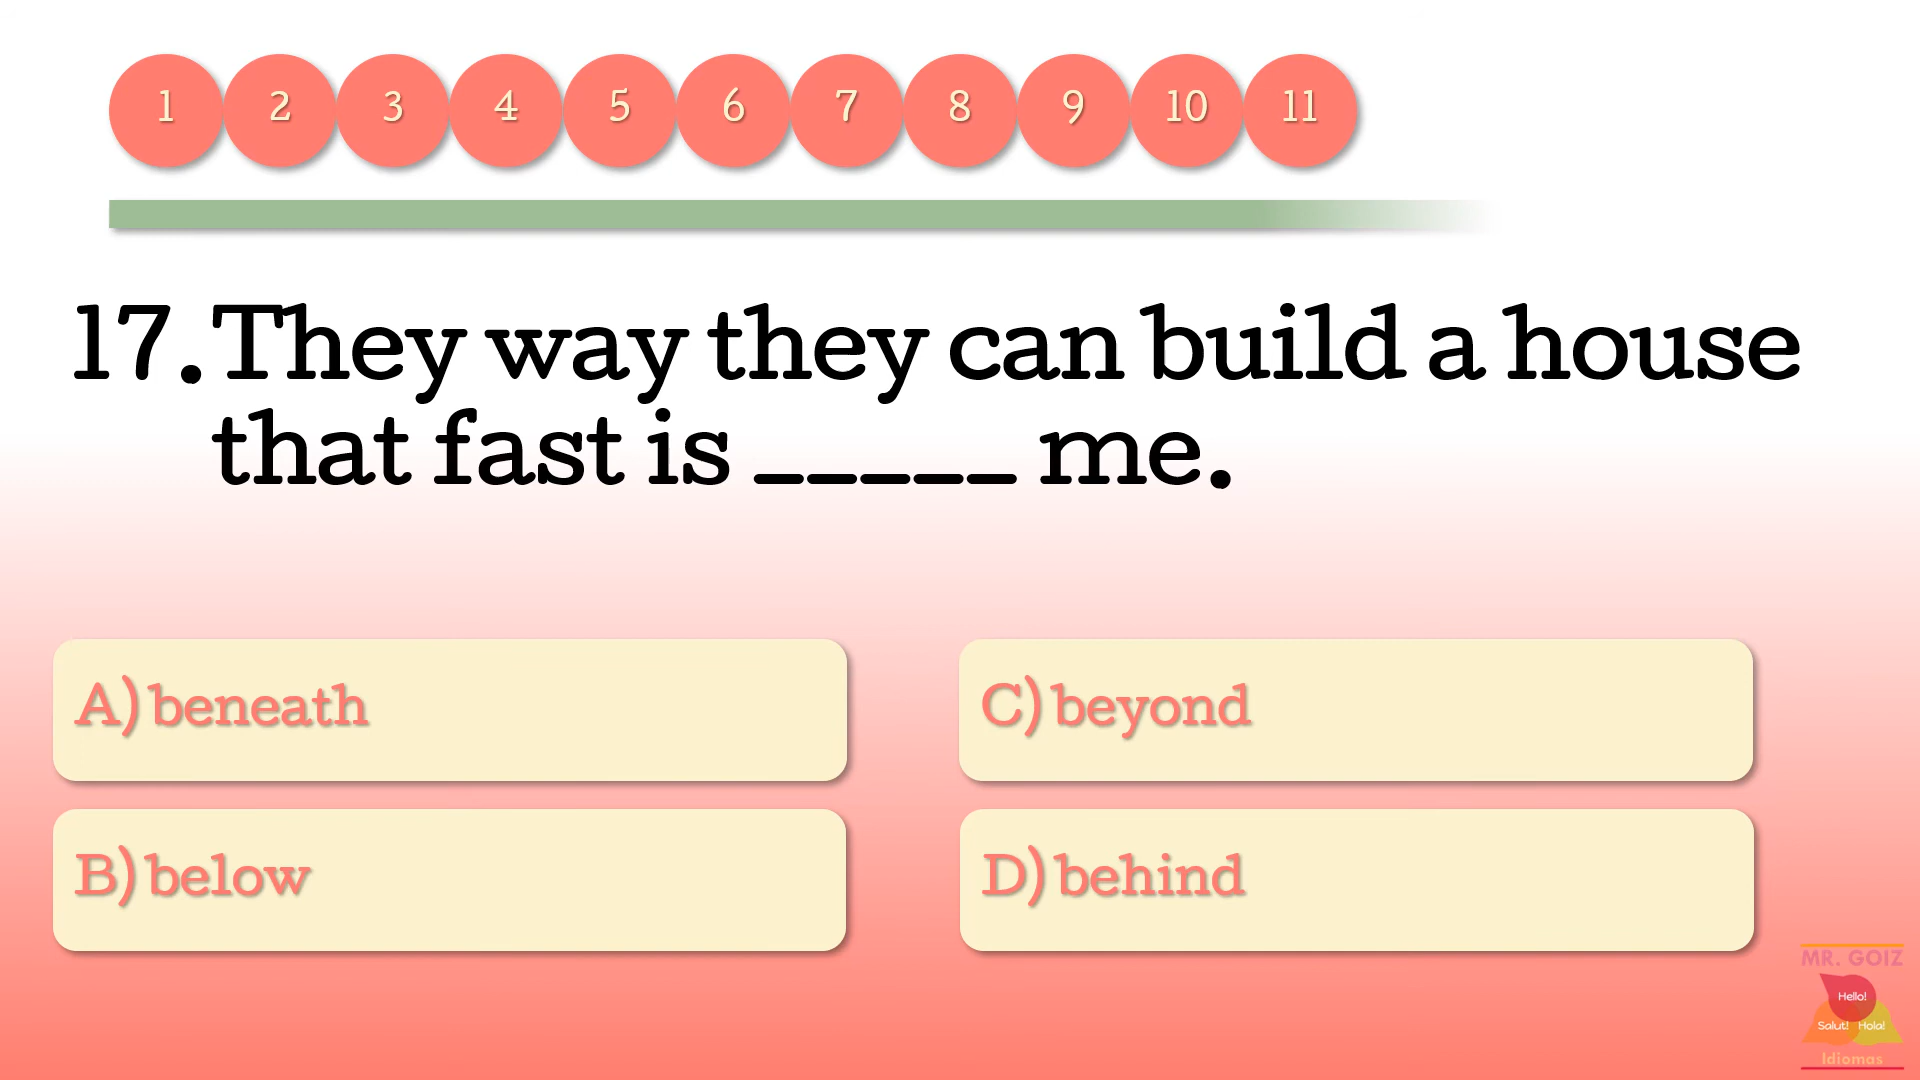 1 2 3 4 5 6 7 8 9 10 11
17. They way they can build a house
that fast is _____ me.
A) beneath
C) beyond
B) below
D) behind
MR. GOIZ
Hello!
Salut! Hola!
Idiomas